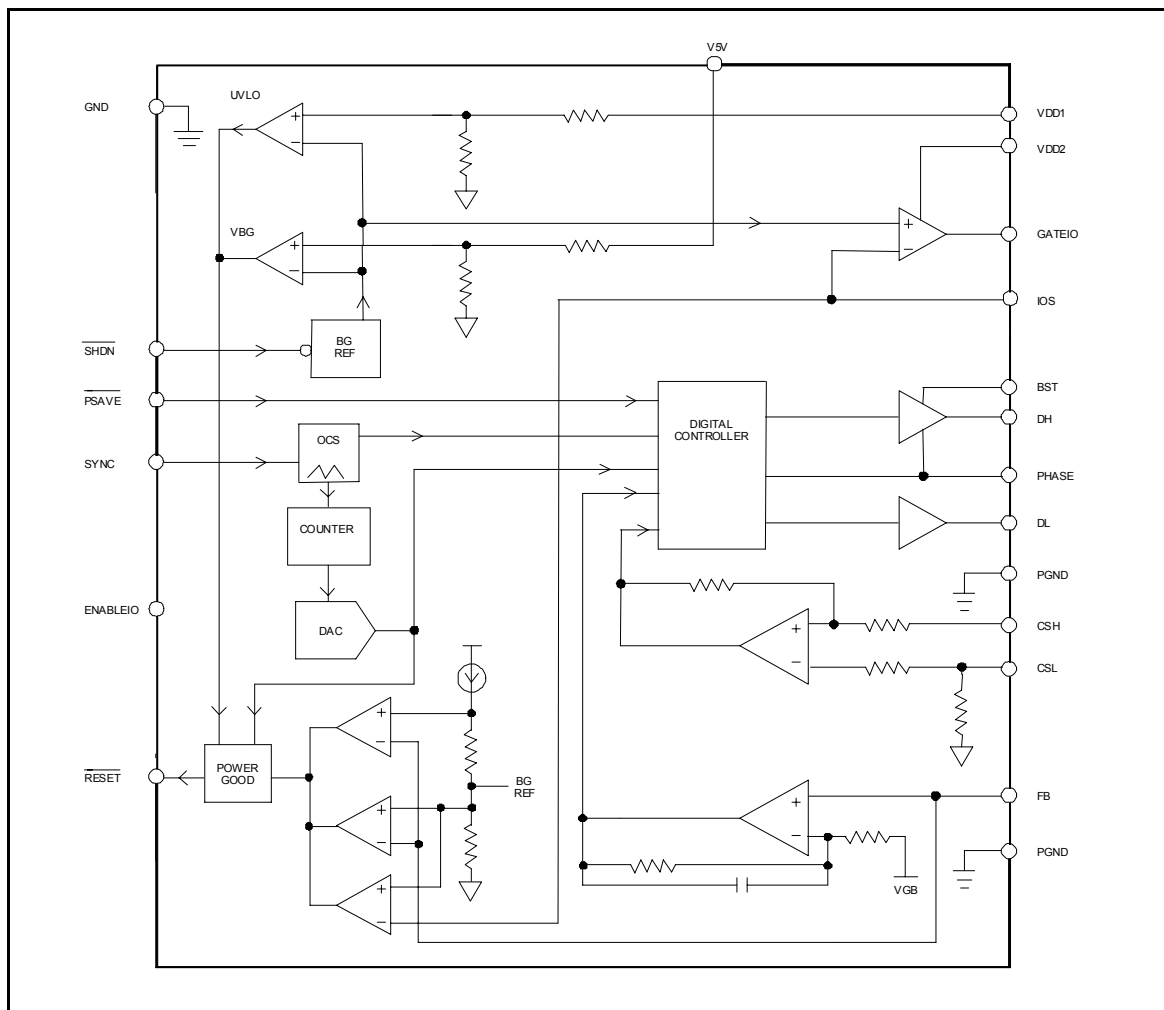 V5V
GND
UVLO
+
−
VDD1
VDD2
VBG
+
−
+
−
GATEIO
IOS
SHDN
BG
REF
PSAVE
BST
DH
DIGITAL
CONTROLLER
OCS
SYNC
PHASE
COUNTER
DL
PGND
ENABLEIO
DAC
+
−
CSH
CSL
+
−
RESET
POWER
GOOD
BG
REF
+
−
+
−
FB
VGB
PGND
+
−